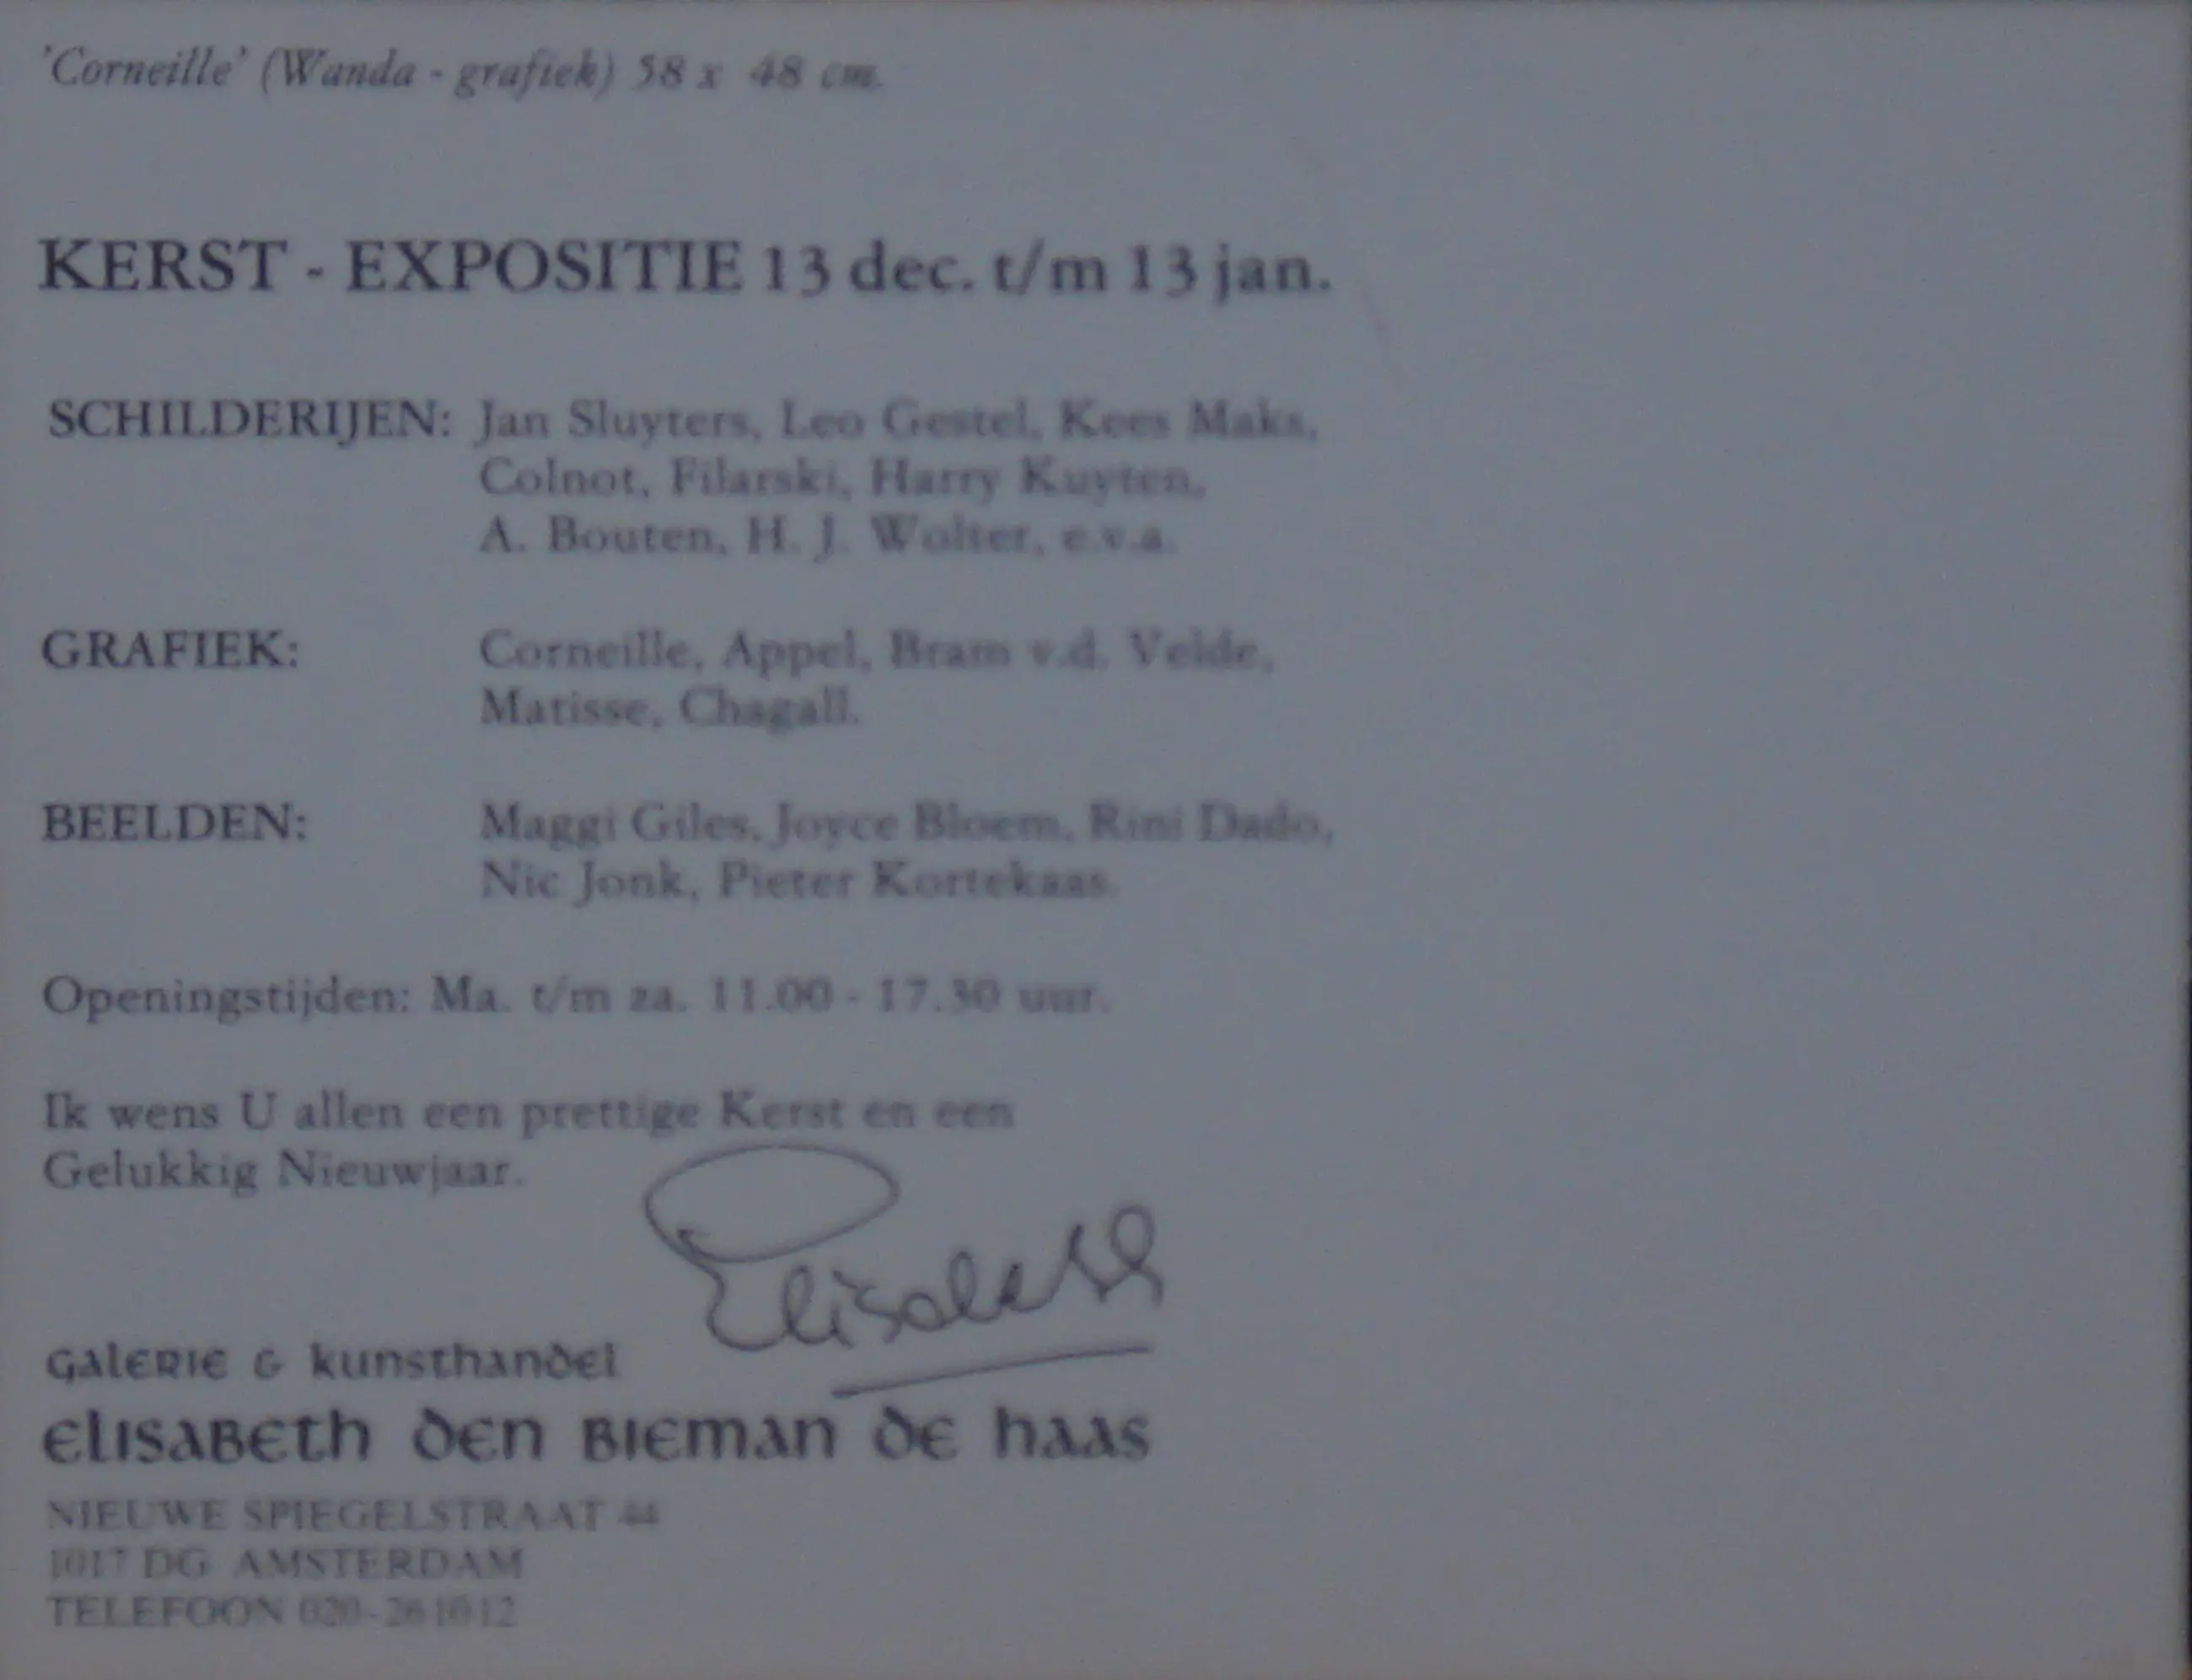 'Corneille' (Wanda - grafiek) 58 x 48 cm.
KERST - EXPOSITIE 13 dec. t/m 13 jan.
SCHILDERIJEN: Jan Sluyters, Leo Gestel, Kees Maks,
Colnot, Filarski, Harry Kuyten,
A. Bouten, H. J. Wolter, e.v.a.
GRAFIEK: Corneille, Appel, Bram v.d. Velde,
Matisse, Chagall.
BEELDEN: Maggi Giles, Joyce Bloem, Rini Dado,
Nic Jonk, Pieter Kortekaas.
Openingstijden: Ma. t/m za. 11.00 - 17.30 uur.
Ik wens U allen een prettige Kerst en een
Gelukkig Nieuwjaar.
Elisabeth
GALERIE & kunsthandel
ELISABETH den BIEMAN de haas
NIEUWE SPIEGELSTRAAT 44
1017 DG AMSTERDAM
TELEFOON 020-261012